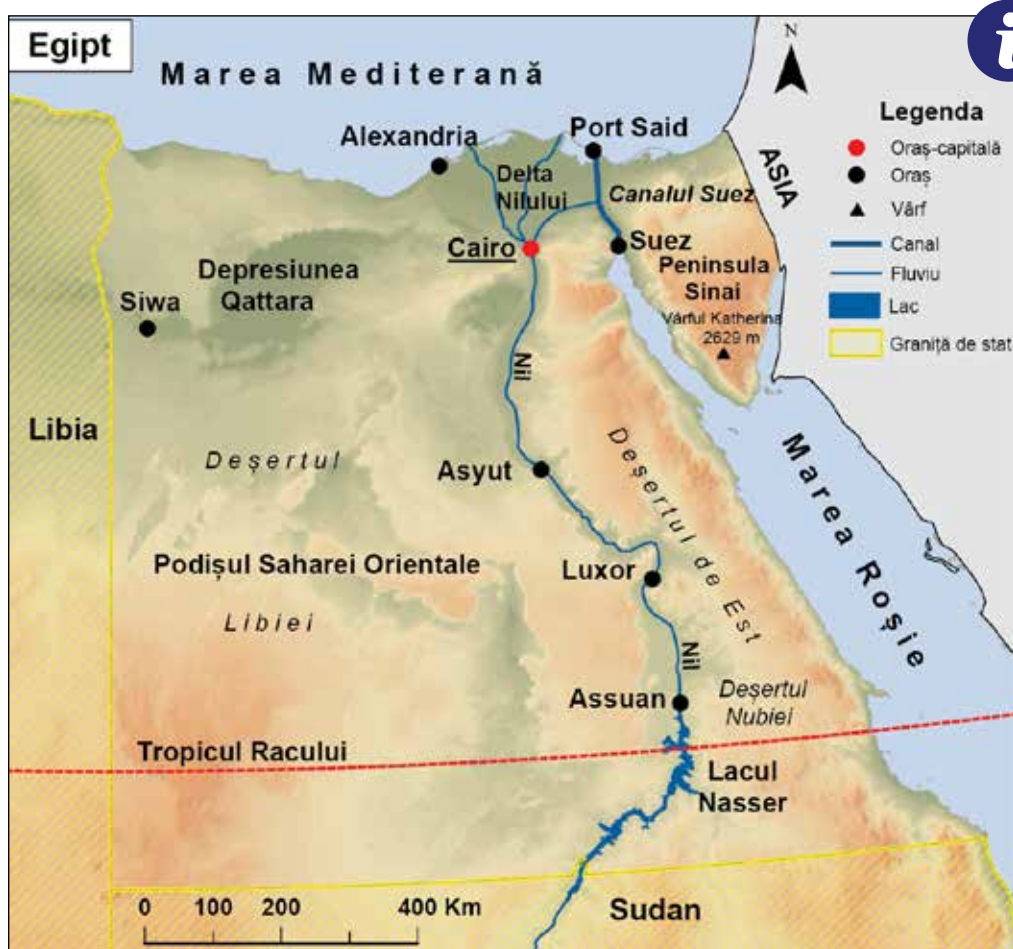 Egipt
Marea Mediterană
i
N
Legenda
Oraș-capitală
Oraș
Vârf
Canal
Fluviu
Lac
Graniță de stat
ASIA
Alexandria
Port Said
Delta
Nilului
Canalul Suez
Cairo
Suez
Peninsula
Sinai
Vârful Katherina
2629 m
Depresiunea
Qattara
Siwa
Nil
Libia
Deșertul
Asyut
Deșertul de Est
Marea Roșie
Podișul Saharei Orientale
Luxor
Libiei
Nil
Assuan
Deșertul
Nubiei
Tropicul Racului
Lacul
Nasser
0 100 200 400 Km
Sudan